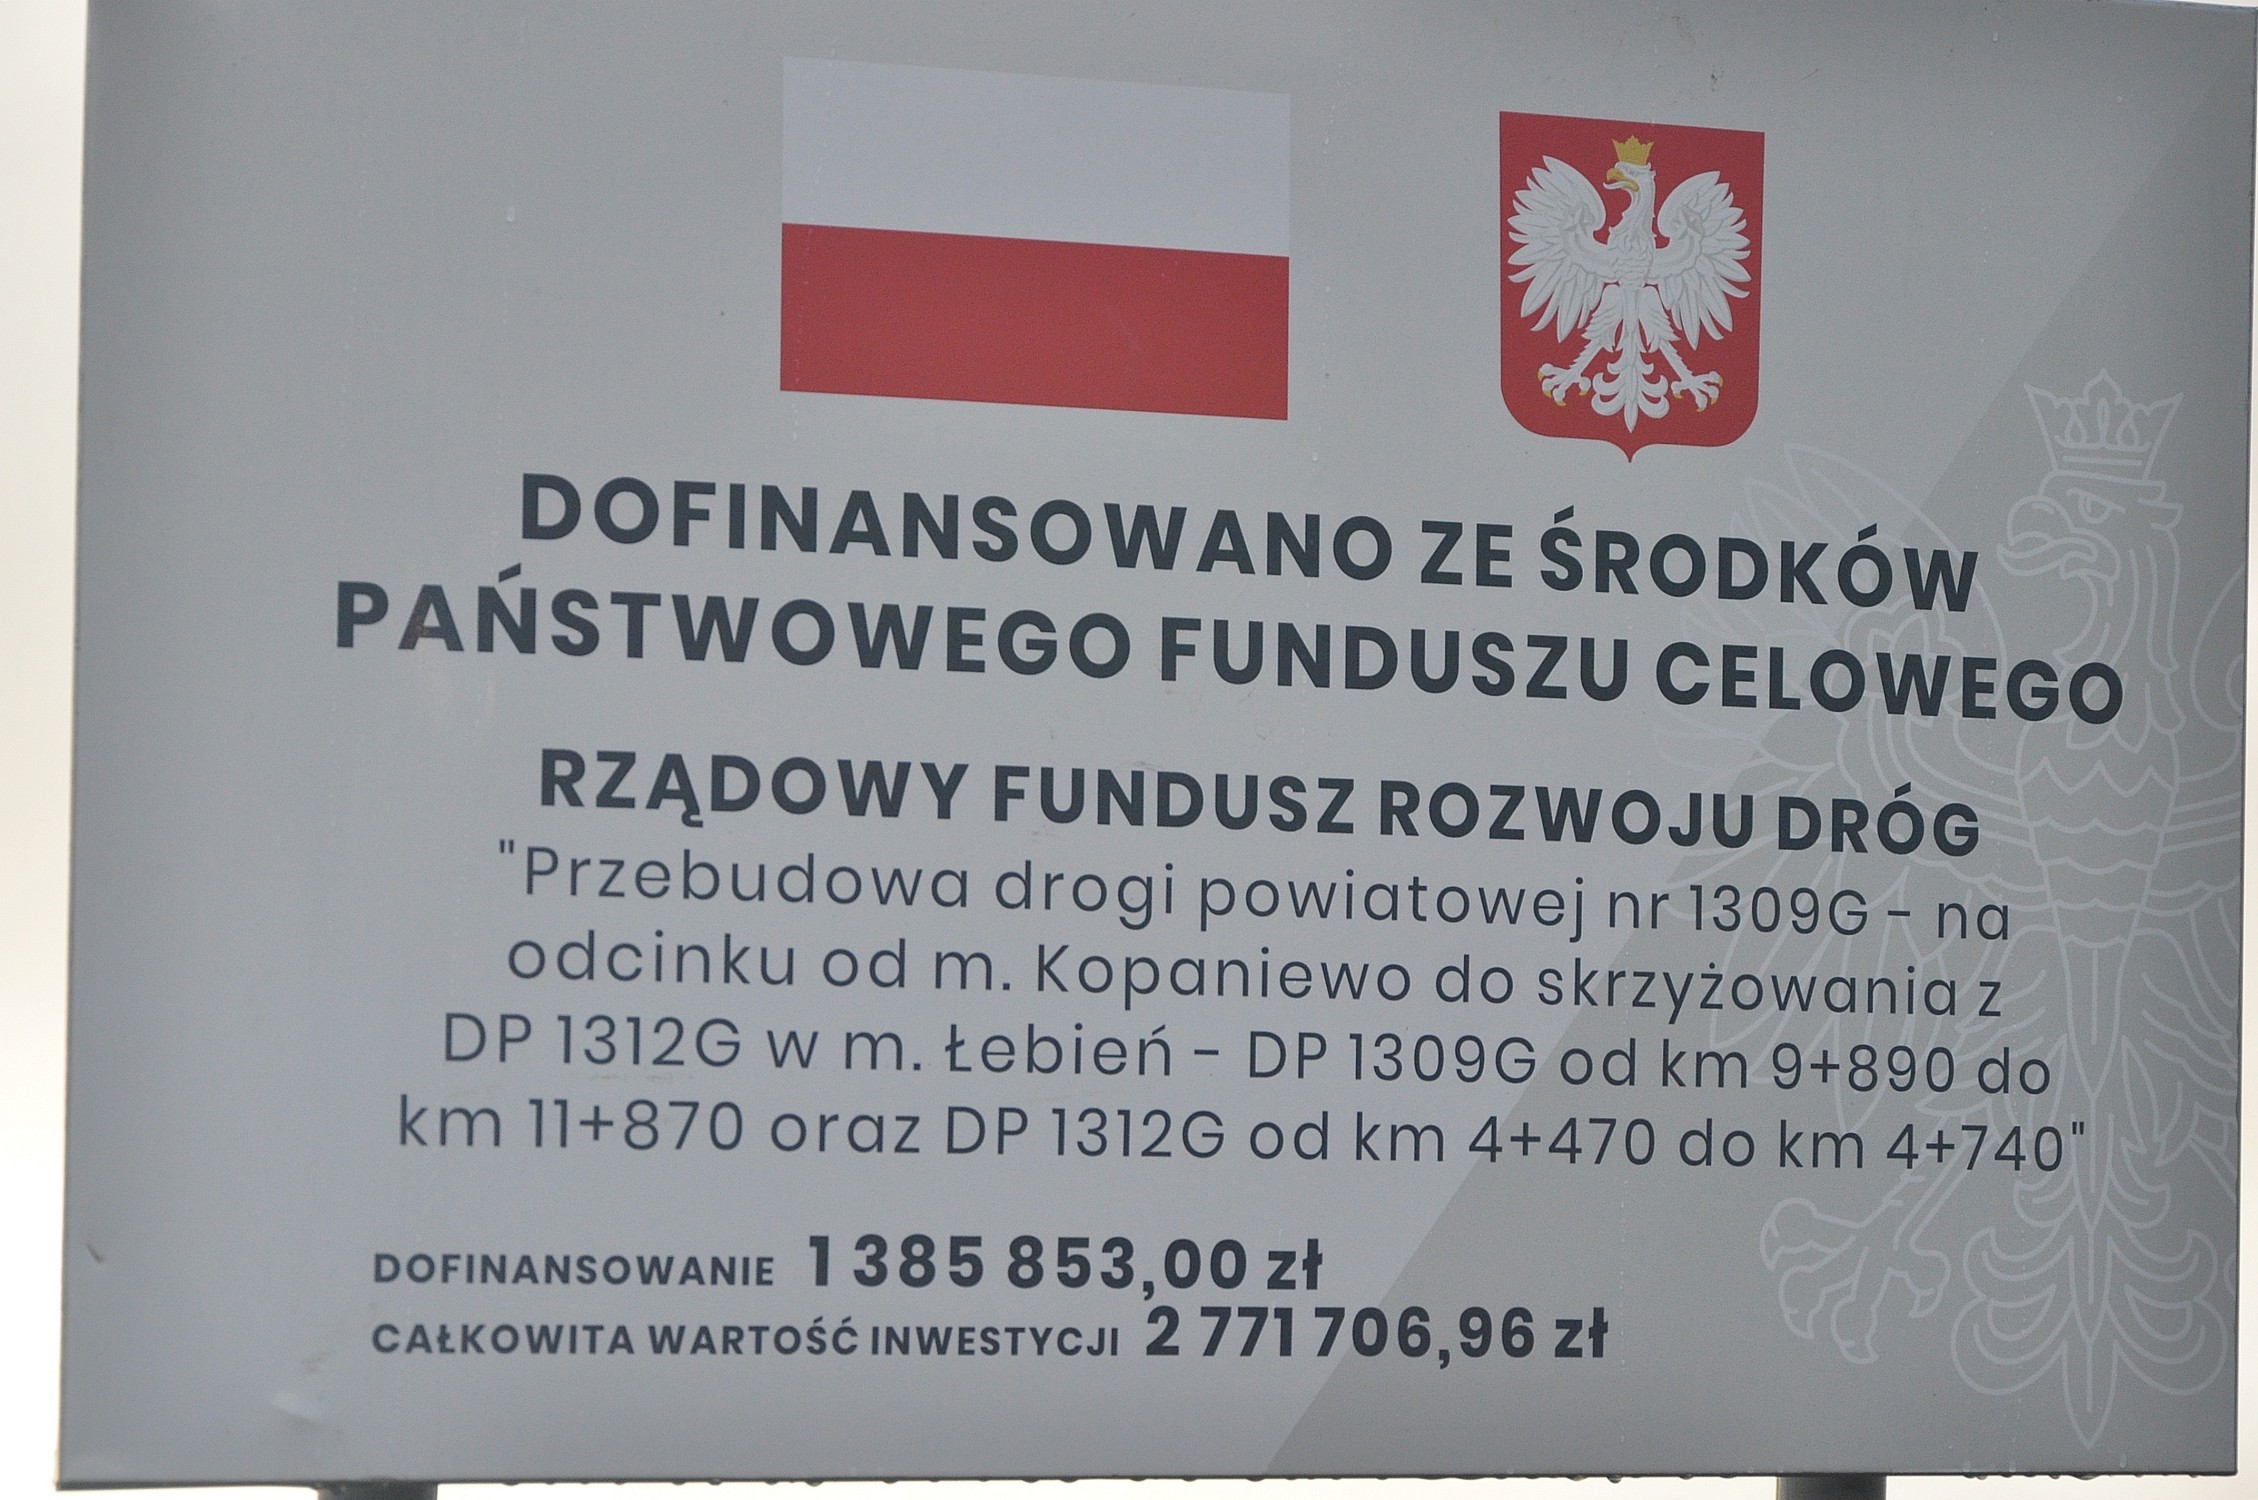 DOFINANSOWANO ZE ŚRODKÓW
PAŃSTWOWEGO FUNDUSZU CELOWEGO
RZĄDOWY FUNDUSZ ROZWOJU DRÓG
"Przebudowa drogi powiatowej nr 1309G - na
odcinku od m. Kopaniewo do skrzyżowania z
DP 1312G w m. Łebień - DP 1309G od km 9+890 do
km 11+870 oraz DP 1312G od km 4+470 do km 4+740"
DOFINANSOWANIE 1 385 853,00 zł
CAŁKOWITA WARTOŚĆ INWESTYCJI 2 771 706,96 zł